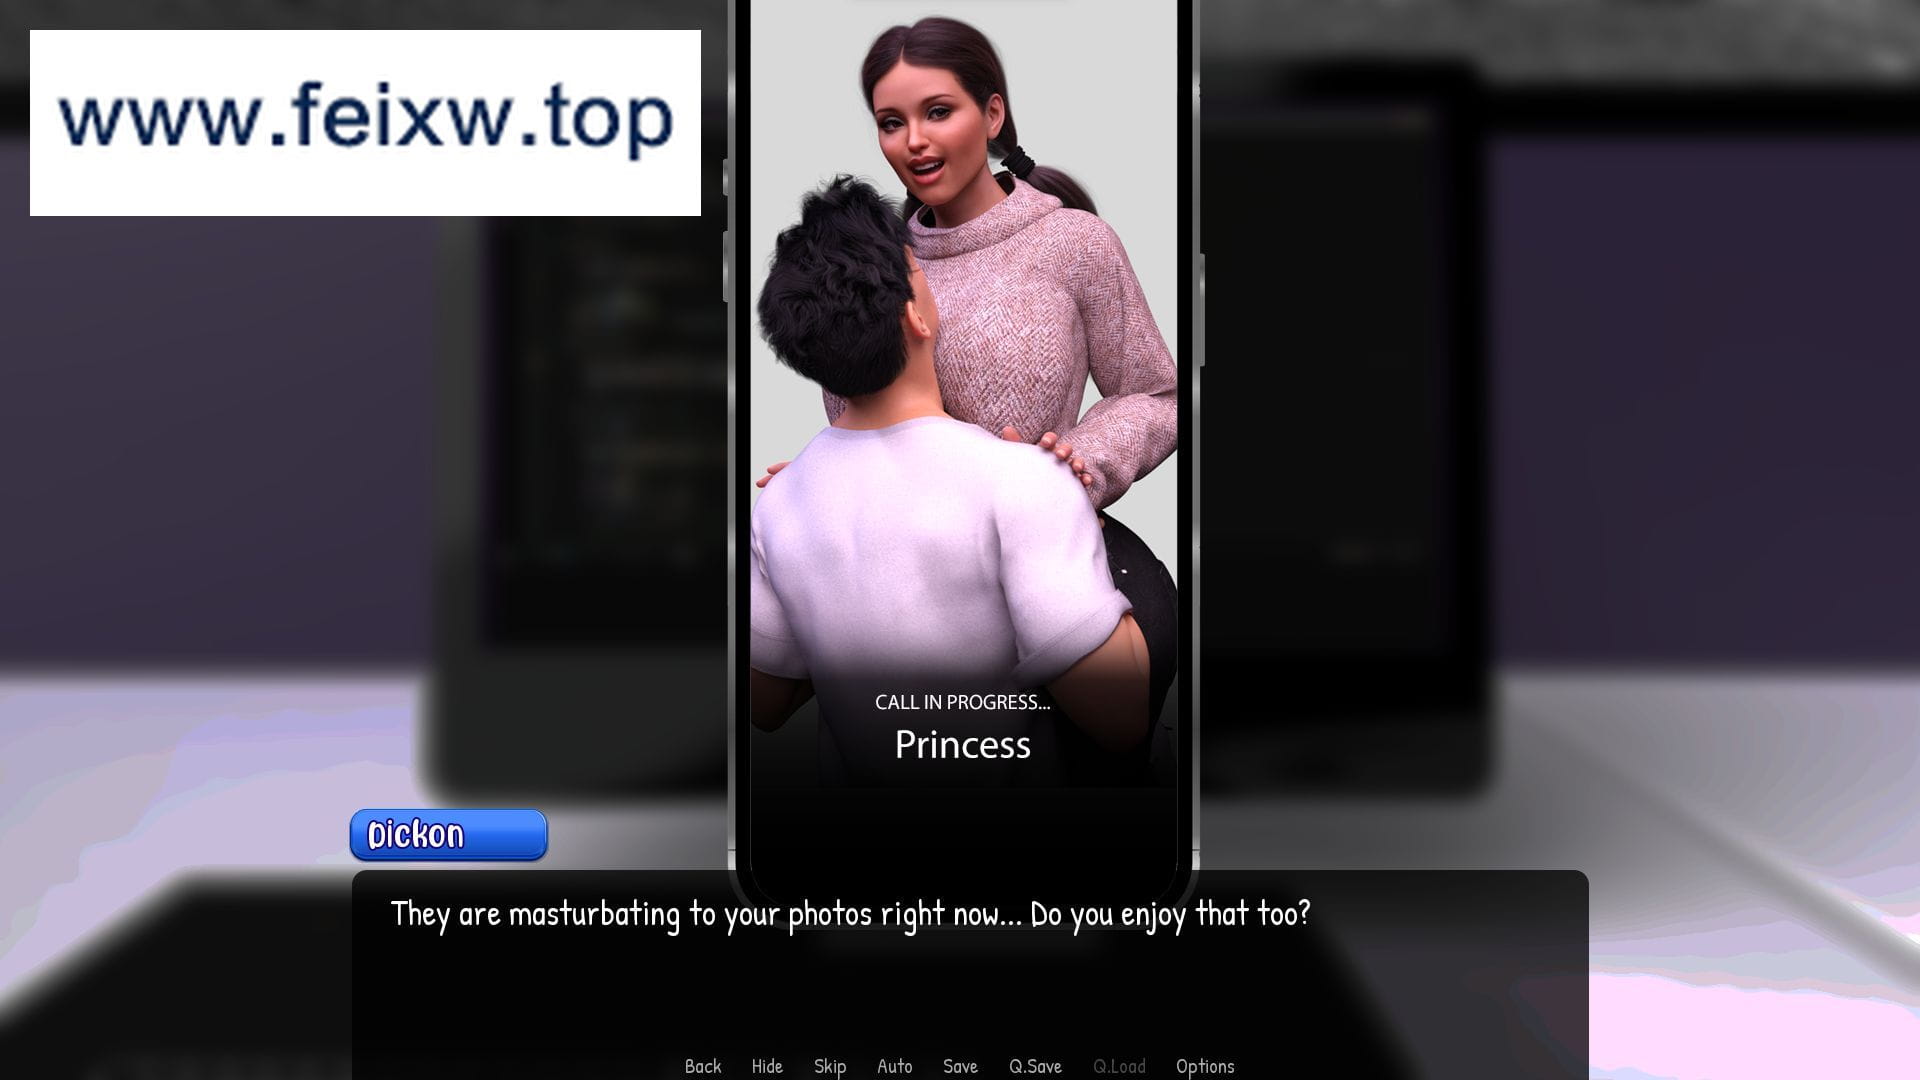 www.feixw.top
CALL IN PROGRESS...
Princess
Dickon
They are masturbating to your photos right now... Do you enjoy that too?
Back Hide Skip Auto Save Q.Save Q.Load Options